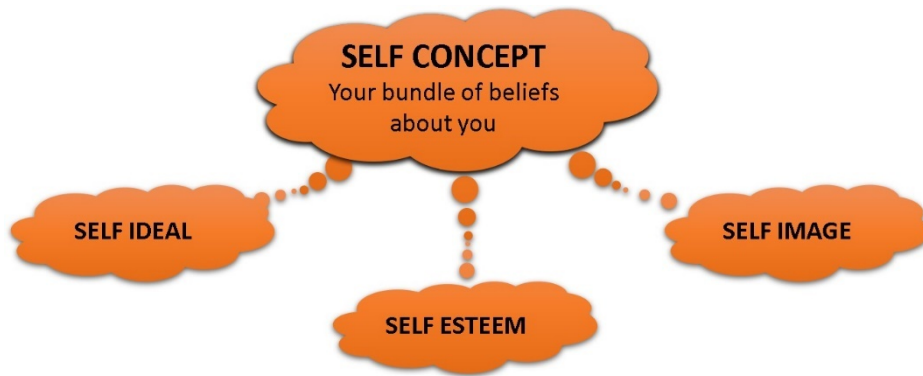 SELF CONCEPT
Your bundle of beliefs
about you
SELF IDEAL
SELF IMAGE
SELF ESTEEM